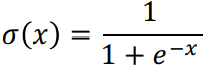 σ(x) = 1 / (1 + e^{-x})